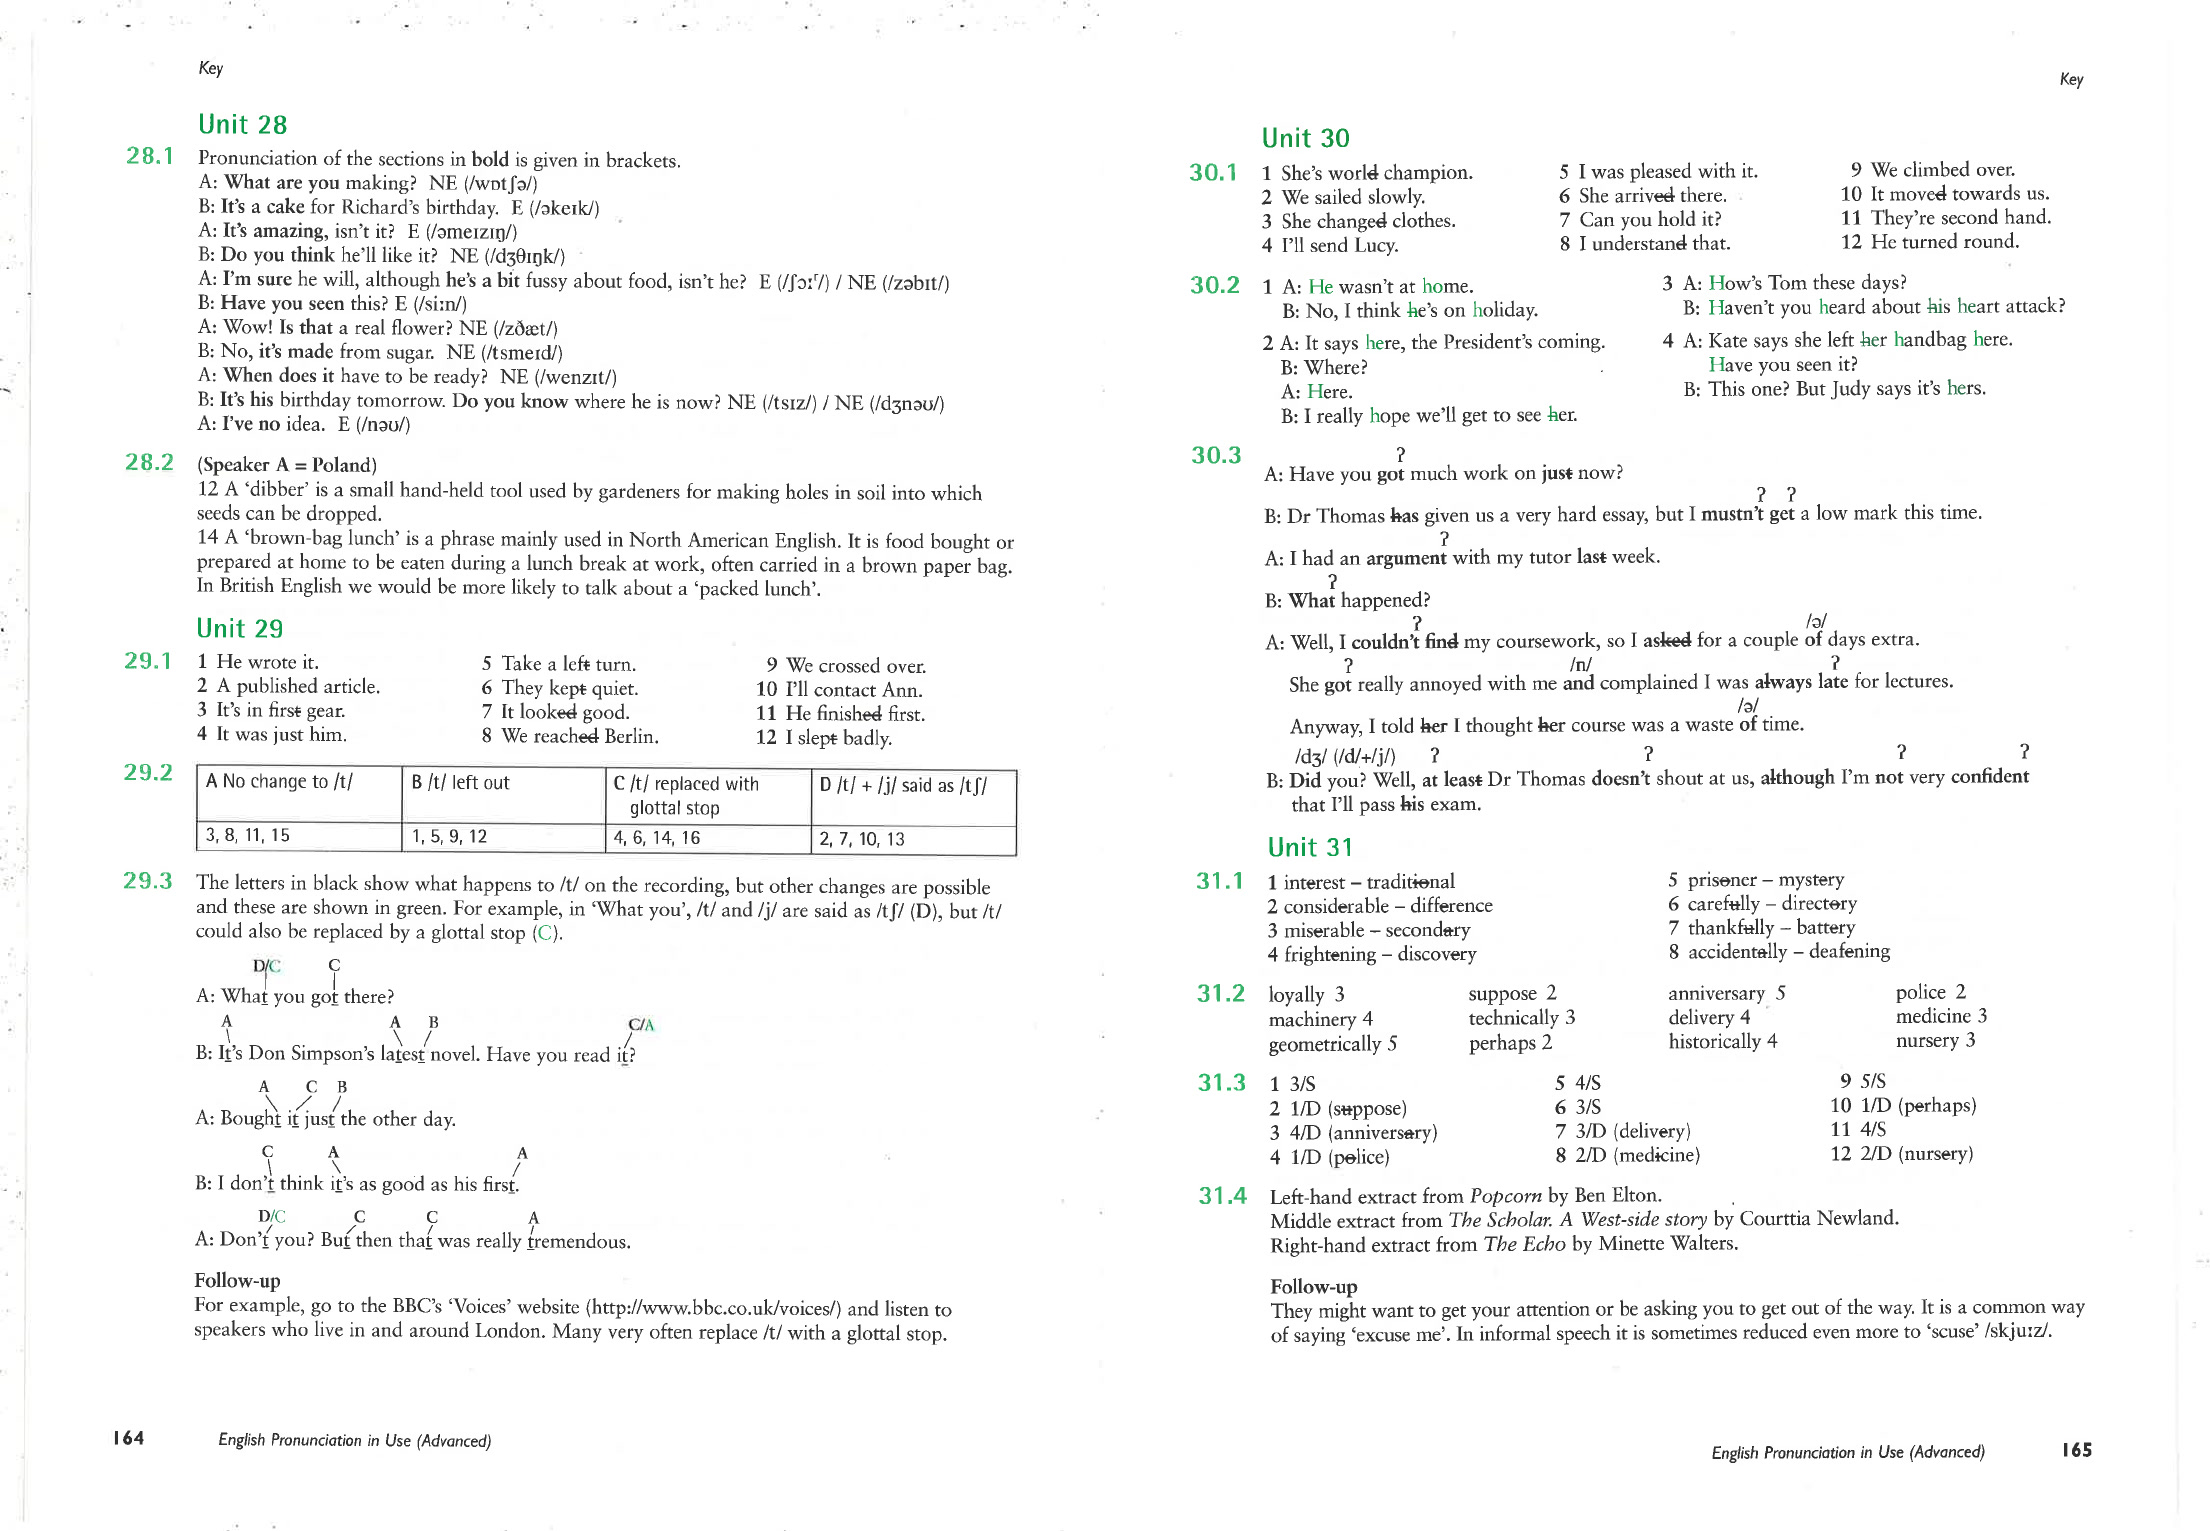 Key
Unit 28
28.1 Pronunciation of the sections in bold is given in brackets.
A: What are you making? NE (/wɒtʃə/)
B: It's a cake for Richard's birthday. E (/əkeɪk/)
A: It's amazing, isn't it? E (/əmeɪzɪŋ/)
B: Do you think he'll like it? NE (/dʒθɪŋk/)
A: I'm sure he will, although he's a bit fussy about food, isn't he? E (/ʃɔːʳ/) / NE (/zəbɪt/)
B: Have you seen this? E (/siːn/)
A: Wow! Is that a real flower? NE (/zðæt/)
B: No, it's made from sugar. NE (/tsmeɪd/)
A: When does it have to be ready? NE (/wenzɪt/)
B: It's his birthday tomorrow. Do you know where he is now? NE (/tsɪz/) / NE (/dʒnəʊ/)
A: I've no idea. E (/nəʊ/)
28.2 (Speaker A = Poland)
12 A 'dibber' is a small hand-held tool used by gardeners for making holes in soil into which
seeds can be dropped.
14 A 'brown-bag lunch' is a phrase mainly used in North American English. It is food bought or
prepared at home to be eaten during a lunch break at work, often carried in a brown paper bag.
In British English we would be more likely to talk about a 'packed lunch'.
Unit 29
29.1 1 He wrote it. 5 Take a left turn. 9 We crossed over.
2 A published article. 6 They kept quiet. 10 I'll contact Ann.
3 It's in first gear. 7 It looked good. 11 He finished first.
4 It was just him. 8 We reached Berlin. 12 I slept badly.
29.2 A No change to /t/ B /t/ left out C /t/ replaced with D /t/ + /j/ said as /tʃ/
glottal stop
3, 8, 11, 15 1, 5, 9, 12 4, 6, 14, 16 2, 7, 10, 13
29.3 The letters in black show what happens to /t/ on the recording, but other changes are possible
and these are shown in green. For example, in 'What you', /t/ and /j/ are said as /tʃ/ (D), but /t/
could also be replaced by a glottal stop (C).
D/C C
A: What you got there?
A A B C/A
B: It's Don Simpson's latest novel. Have you read it?
A C B
A: Bought it just the other day.
C A A
B: I don't think it's as good as his first.
D/C C C A
A: Don't you? But then that was really tremendous.
Follow-up
For example, go to the BBC's 'Voices' website (http://www.bbc.co.uk/voices/) and listen to
speakers who live in and around London. Many very often replace /t/ with a glottal stop.
164 English Pronunciation in Use (Advanced)
Key
Unit 30
30.1 1 She's world champion. 5 I was pleased with it. 9 We climbed over.
2 We sailed slowly. 6 She arrived there. 10 It moved towards us.
3 She changed clothes. 7 Can you hold it? 11 They're second hand.
4 I'll send Lucy. 8 I understand that. 12 He turned round.
30.2 1 A: He wasn't at home.
B: No, I think he's on holiday.
2 A: It says here, the President's coming.
B: Where?
A: Here.
B: I really hope we'll get to see her.
3 A: How's Tom these days?
B: Haven't you heard about his heart attack?
4 A: Kate says she left her handbag here.
Have you seen it?
B: This one? But Judy says it's hers.
30.3
ʔ
A: Have you got much work on just now?
ʔ ʔ
B: Dr Thomas has given us a very hard essay, but I mustn't get a low mark this time.
ʔ
A: I had an argument with my tutor last week.
ʔ
B: What happened?
ʔ /ə/
A: Well, I couldn't find my coursework, so I asked for a couple of days extra.
ʔ /n/ ʔ
She got really annoyed with me and complained I was always late for lectures.
/ə/
Anyway, I told her I thought her course was a waste of time.
/dʒ/ (/d/+/j/) ʔ ʔ ʔ ʔ
B: Did you? Well, at least Dr Thomas doesn't shout at us, although I'm not very confident
that I'll pass his exam.
Unit 31
31.1 1 interest – traditional 5 prisoner – mystery
2 considerable – difference 6 carefully – directory
3 miserable – secondary 7 thankfully – battery
4 frightening – discovery 8 accidentally – deafening
31.2 loyally 3 suppose 2 anniversary 5 police 2
machinery 4 technically 3 delivery 4 medicine 3
geometrically 5 perhaps 2 historically 4 nursery 3
31.3 1 3/S 5 4/S 9 5/S
2 1/D (suppose) 6 3/S 10 1/D (perhaps)
3 4/D (anniversary) 7 3/D (delivery) 11 4/S
4 1/D (police) 8 2/D (medicine) 12 2/D (nursery)
31.4 Left-hand extract from Popcorn by Ben Elton.
Middle extract from The Scholar. A West-side story by Courttia Newland.
Right-hand extract from The Echo by Minette Walters.
Follow-up
They might want to get your attention or be asking you to get out of the way. It is a common way
of saying 'excuse me'. In informal speech it is sometimes reduced even more to 'scuse' /skjuːz/.
English Pronunciation in Use (Advanced) 165